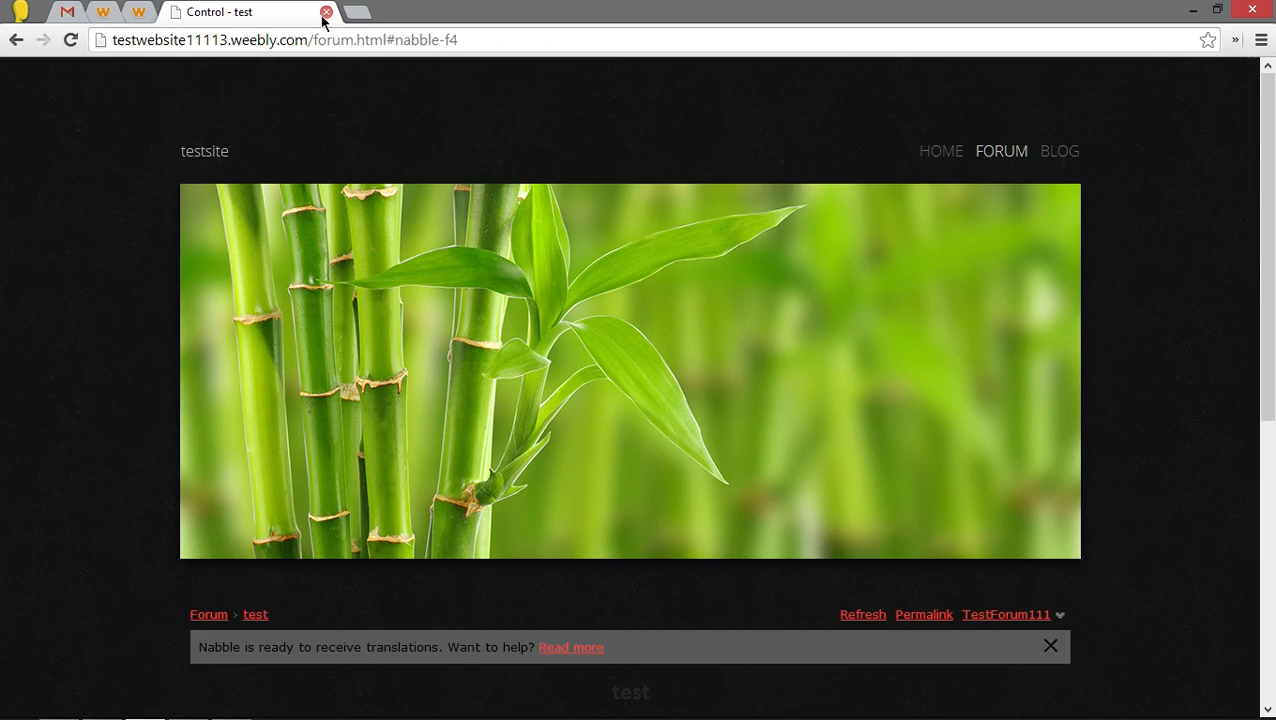 Control - test
testwebsite11113.weebly.com/forum.html#nabble-f4
testsite HOME FORUM BLOG
Forum > test Refresh Permalink TestForum111
Nabble is ready to receive translations. Want to help? Read more
test